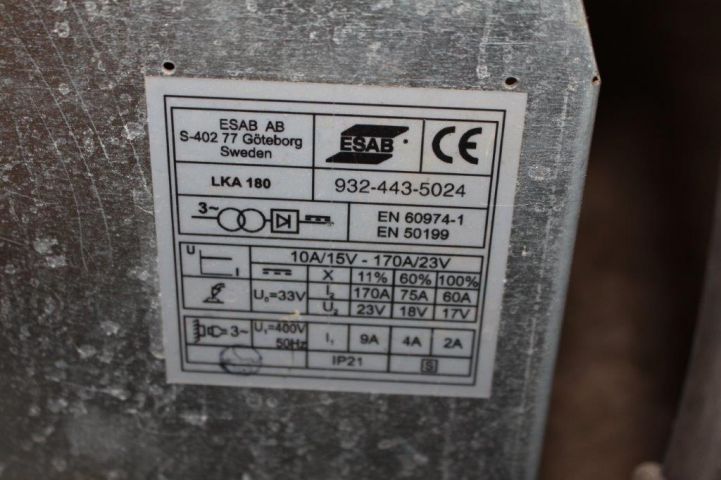 ESAB AB
S-402 77 Göteborg
Sweden
ESAB
CE
LKA 180
932-443-5024
3~
EN 60974-1
EN 50199
U
I
10A/15V - 170A/23V
X 11% 60% 100%
U₀=33V
I₂ 170A 75A 60A
U₂ 23V 18V 17V
3~
U₁=400V
50Hz
I₁ 9A 4A 2A
IP21
S